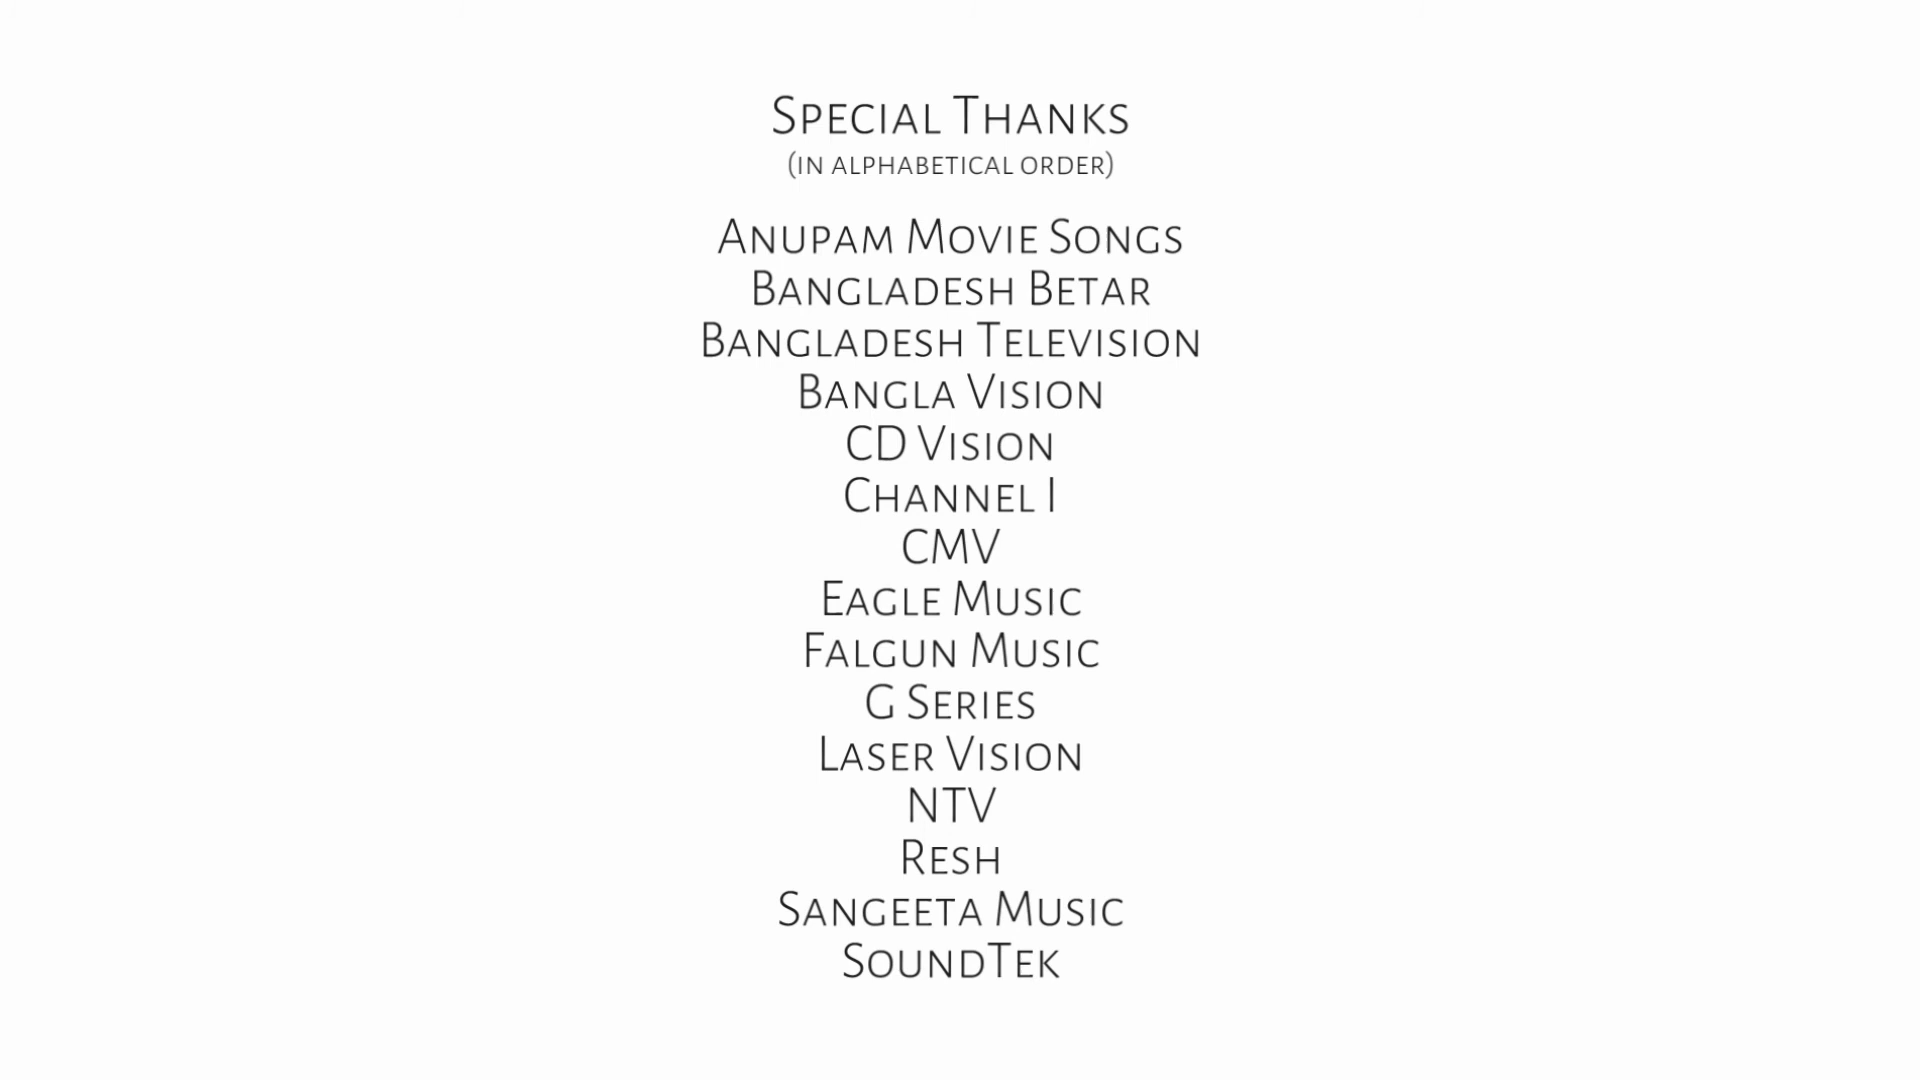 Special Thanks
(in alphabetical order)
Anupam Movie Songs
Bangladesh Betar
Bangladesh Television
Bangla Vision
CD Vision
Channel I
CMV
Eagle Music
Falgun Music
G Series
Laser Vision
NTV
Resh
Sangeeta Music
SoundTek